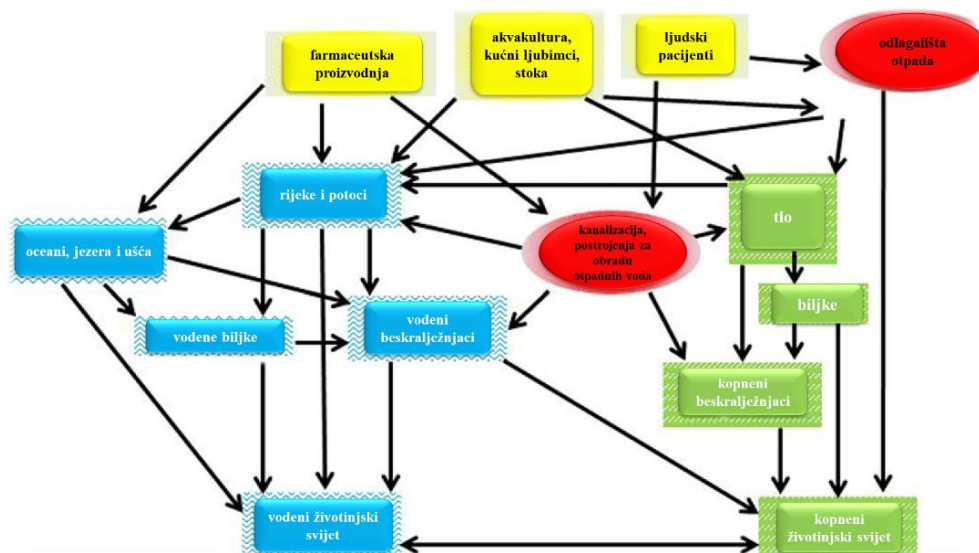 farmaceutska
proizvodnja
akvakultura,
kućni ljubimci,
stoka
ljudski
pacijenti
odlagališta
otpada
rijeke i potoci
tlo
oceani, jezera i ušća
kanalizacija,
postrojenja za
obradu
otpadnih voda
biljke
vodene biljke
vodeni
beskralježnjaci
kopneni
beskralježnjaci
vodeni životinjski
svijet
kopneni
životinjski svijet